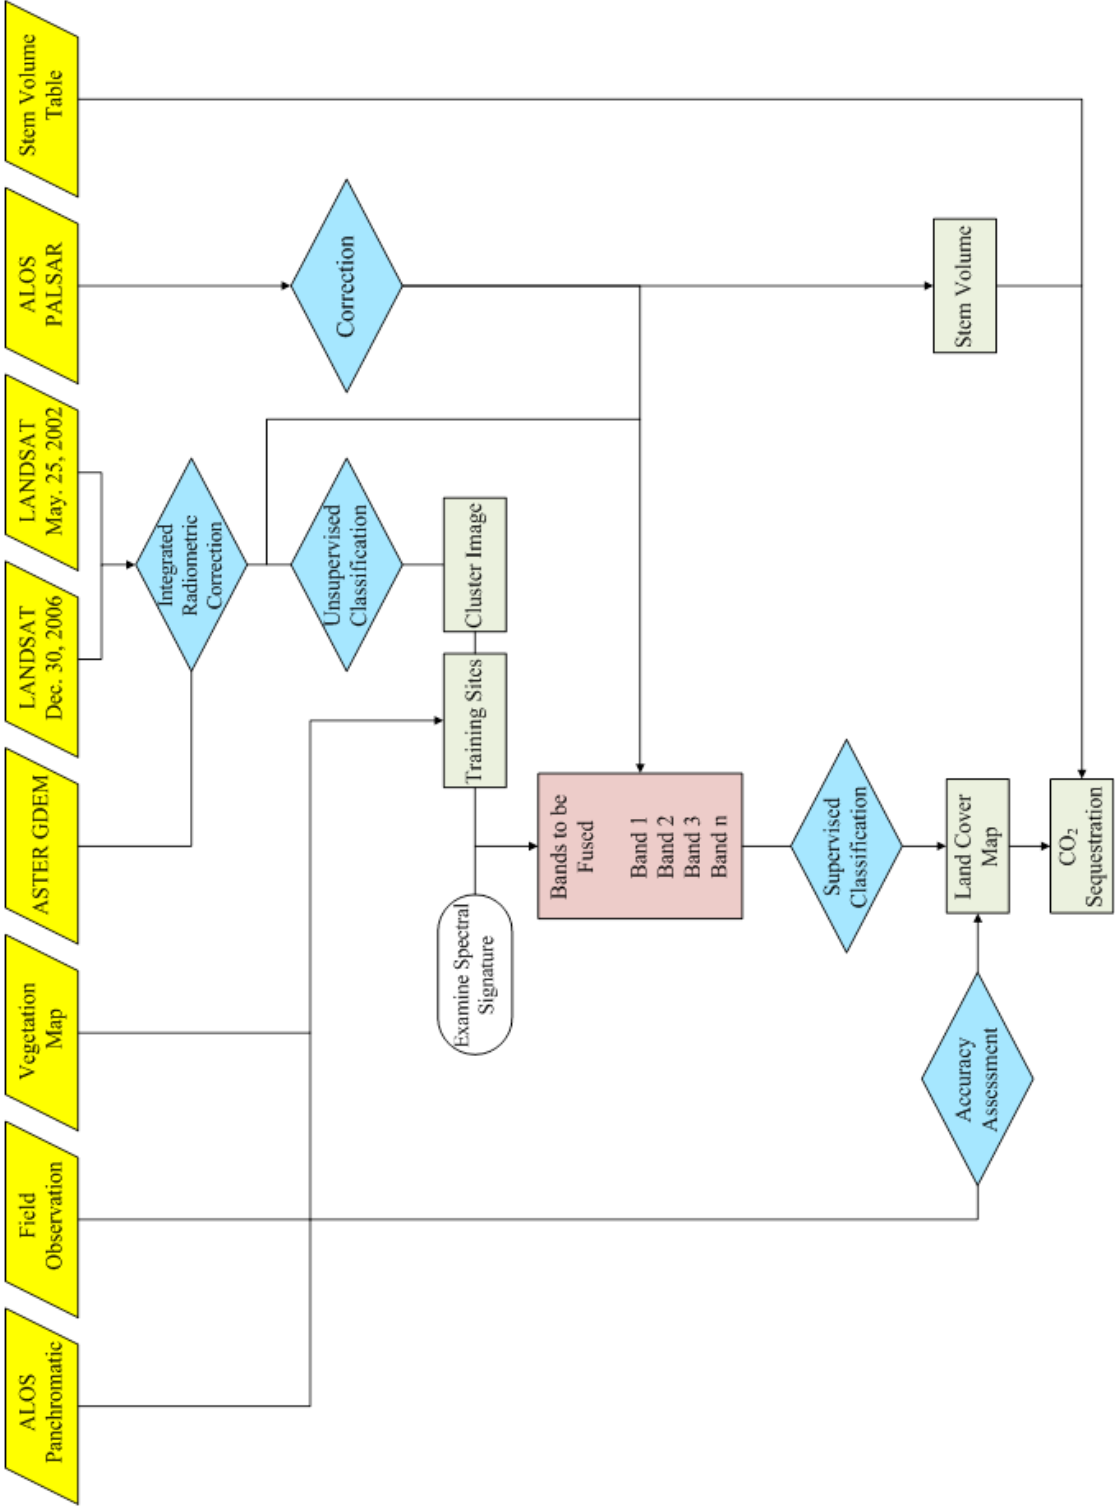 ALOS
Panchromatic
Field
Observation
Vegetation
Map
ASTER GDEM
LANDSAT
Dec. 30, 2006
LANDSAT
May. 25, 2002
ALOS
PALSAR
Stem Volume
Table
Integrated
Radiometric
Correction
Unsupervised
Classification
Correction
Examine Spectral
Signature
Training Sites
Cluster Image
Bands to be
Fused
Band 1
Band 2
Band 3
Band n
Supervised
Classification
Accuracy
Assessment
Land Cover
Map
Stem Volume
CO₂
Sequestration